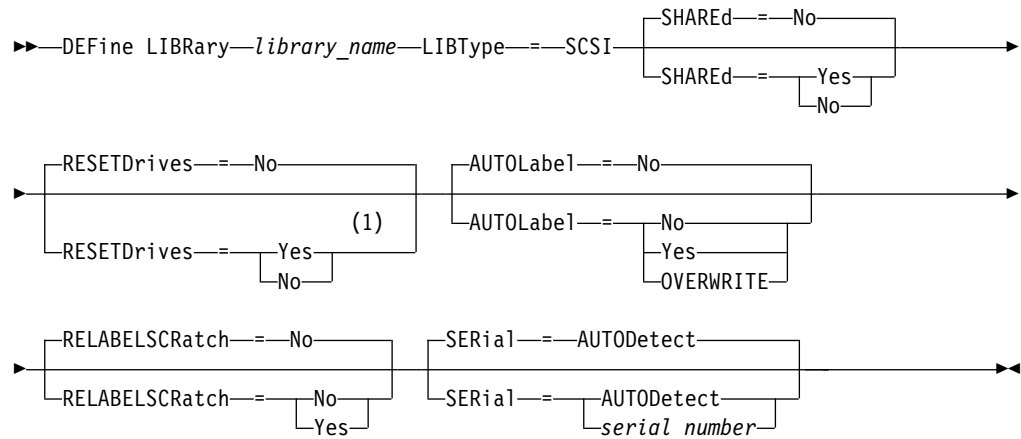 SHAREd = No
DEFine LIBRary library_name LIBType = SCSI
SHAREd = Yes
No
RESETDrives = No AUTOLabel = No
(1)
RESETDrives = Yes AUTOLabel = No
No Yes
OVERWRITE
RELABELSCRatch = No SERial = AUTODetect
RELABELSCRatch = No SERial = AUTODetect
Yes serial number